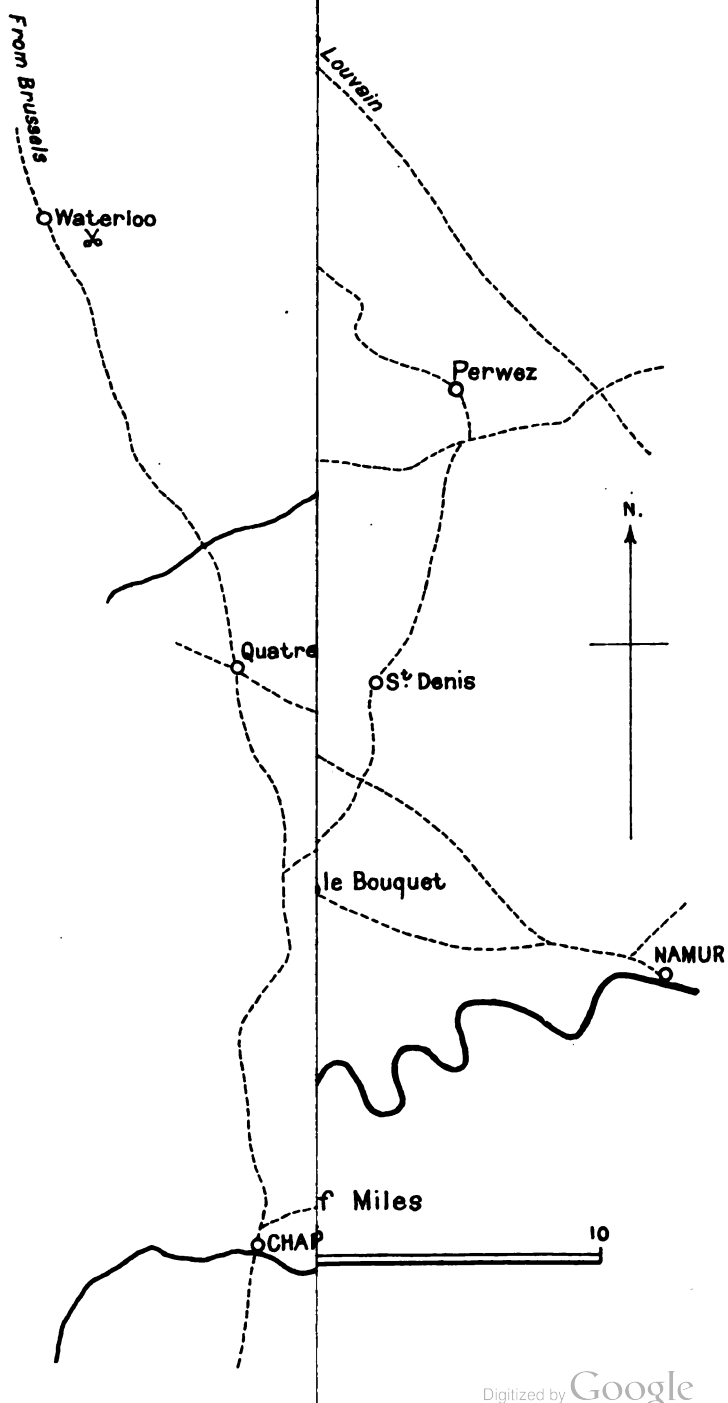 From Brussels
Louvain
Waterloo
Perwez
N.
Quatre
St. Denis
le Bouquet
NAMUR
f Miles
10
CHAP
Digitized by Google